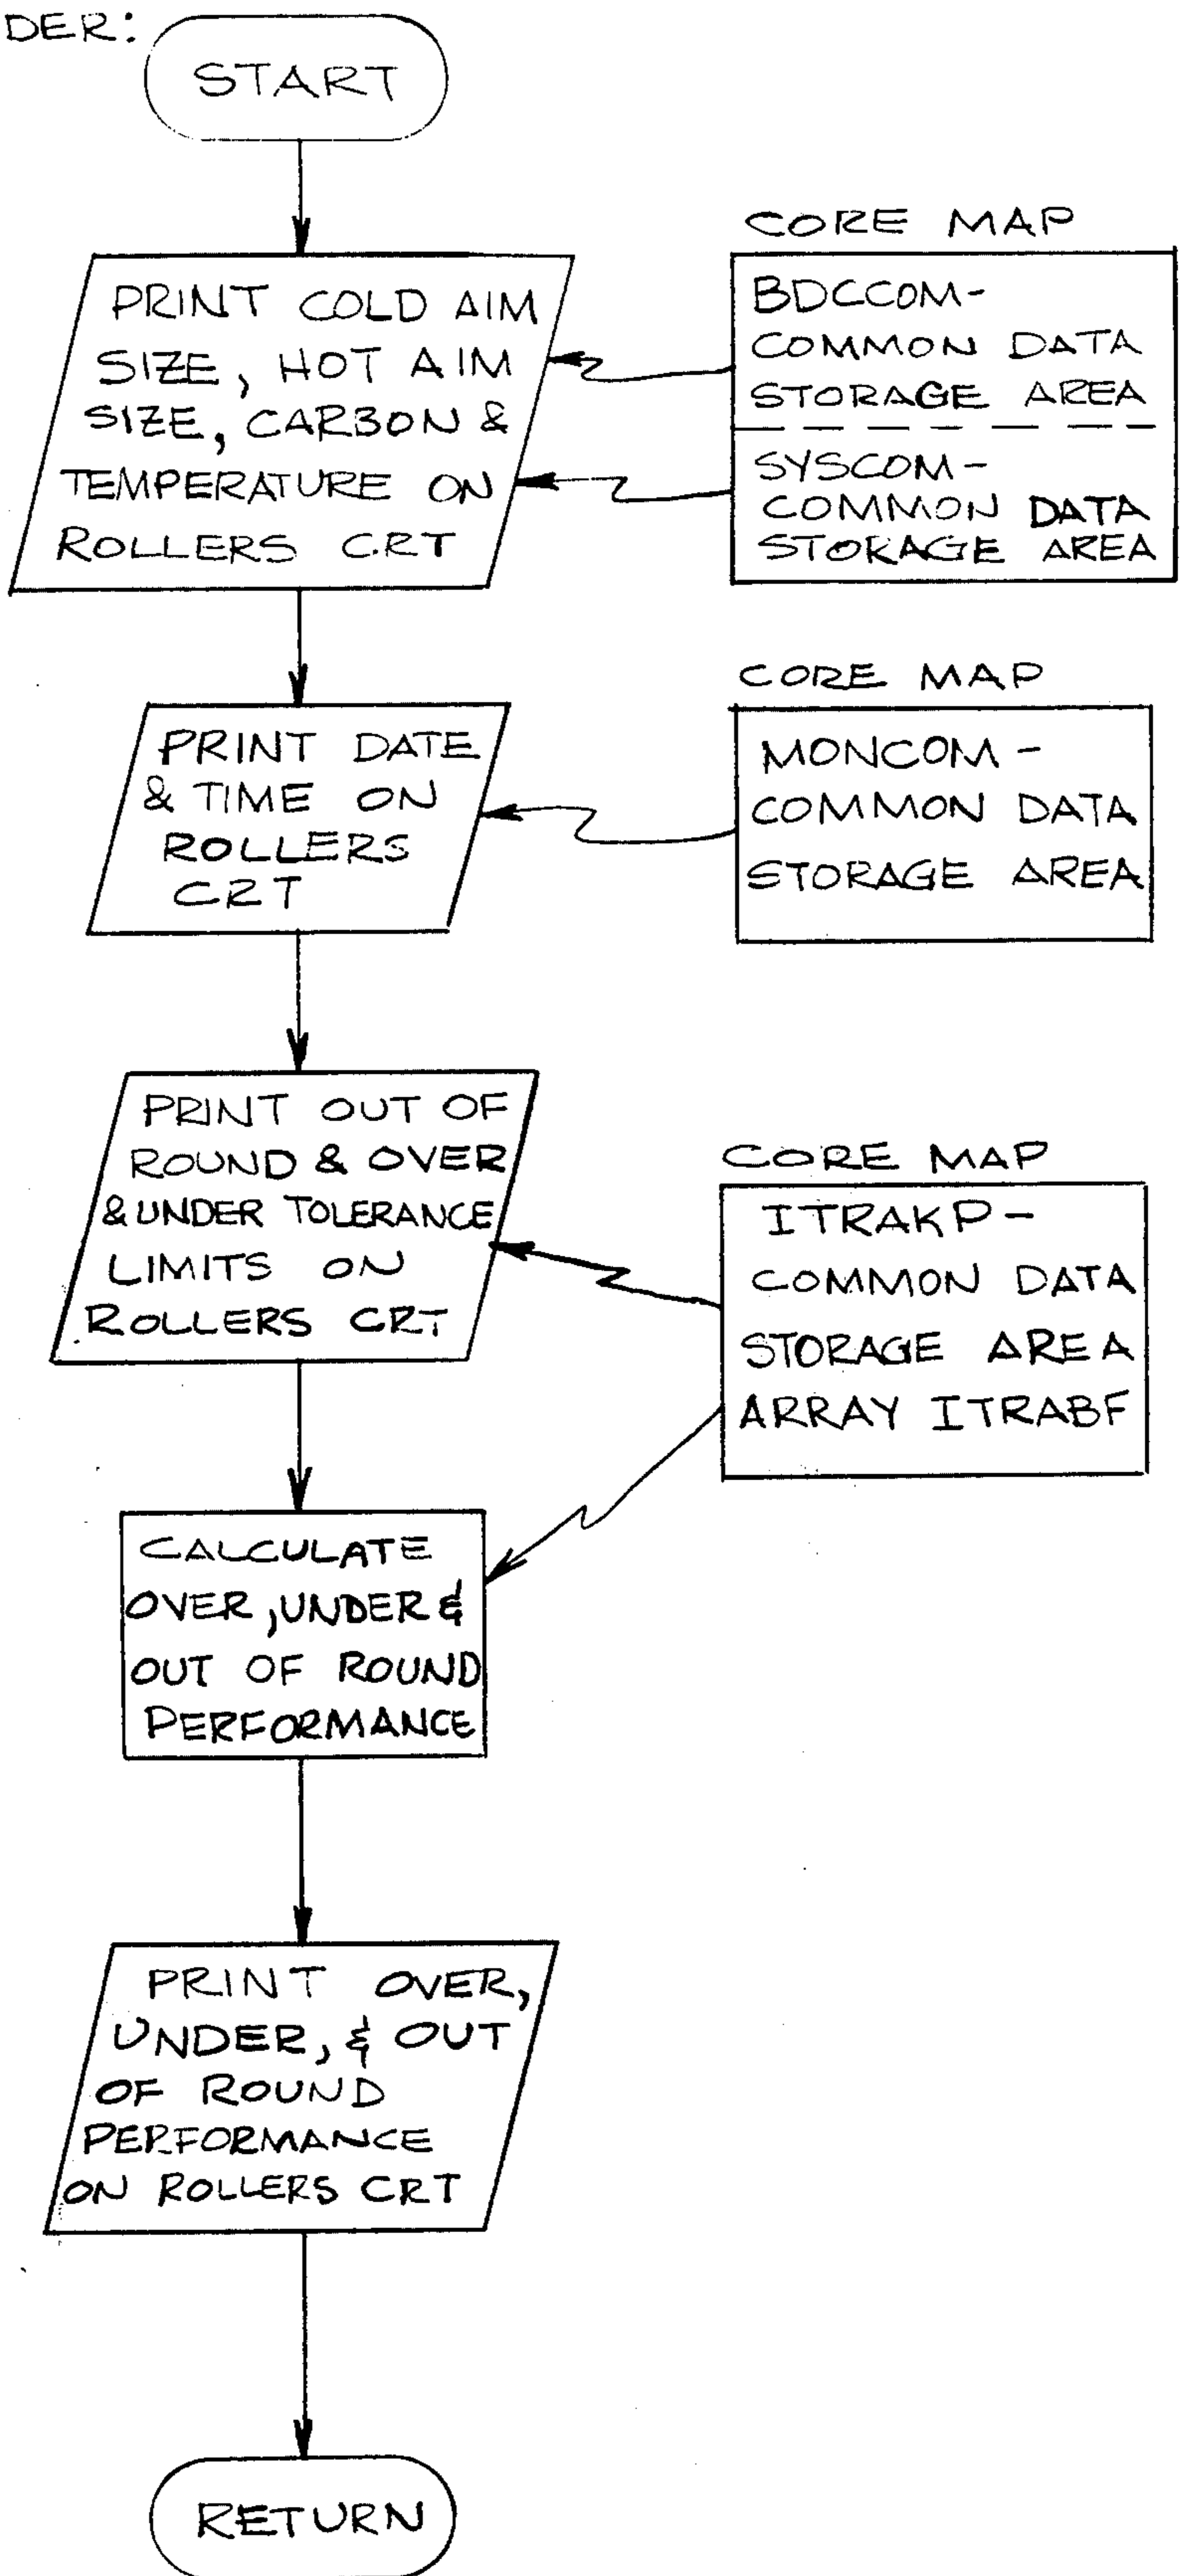 DER:
START
PRINT COLD AIM
SIZE, HOT AIM
SIZE, CARBON &
TEMPERATURE ON
ROLLERS CRT
CORE MAP
BDCCOM-
COMMON DATA
STORAGE AREA
SYSCOM-
COMMON DATA
STORAGE AREA
PRINT DATE
& TIME ON
ROLLERS
CRT
CORE MAP
MONCOM-
COMMON DATA
STORAGE AREA
PRINT OUT OF
ROUND & OVER
& UNDER TOLERANCE
LIMITS ON
ROLLERS CRT
CORE MAP
ITRAKP-
COMMON DATA
STORAGE AREA
ARRAY ITRABF
CALCULATE
OVER, UNDER &
OUT OF ROUND
PERFORMANCE
PRINT OVER,
UNDER, & OUT
OF ROUND
PERFORMANCE
ON ROLLERS CRT
RETURN